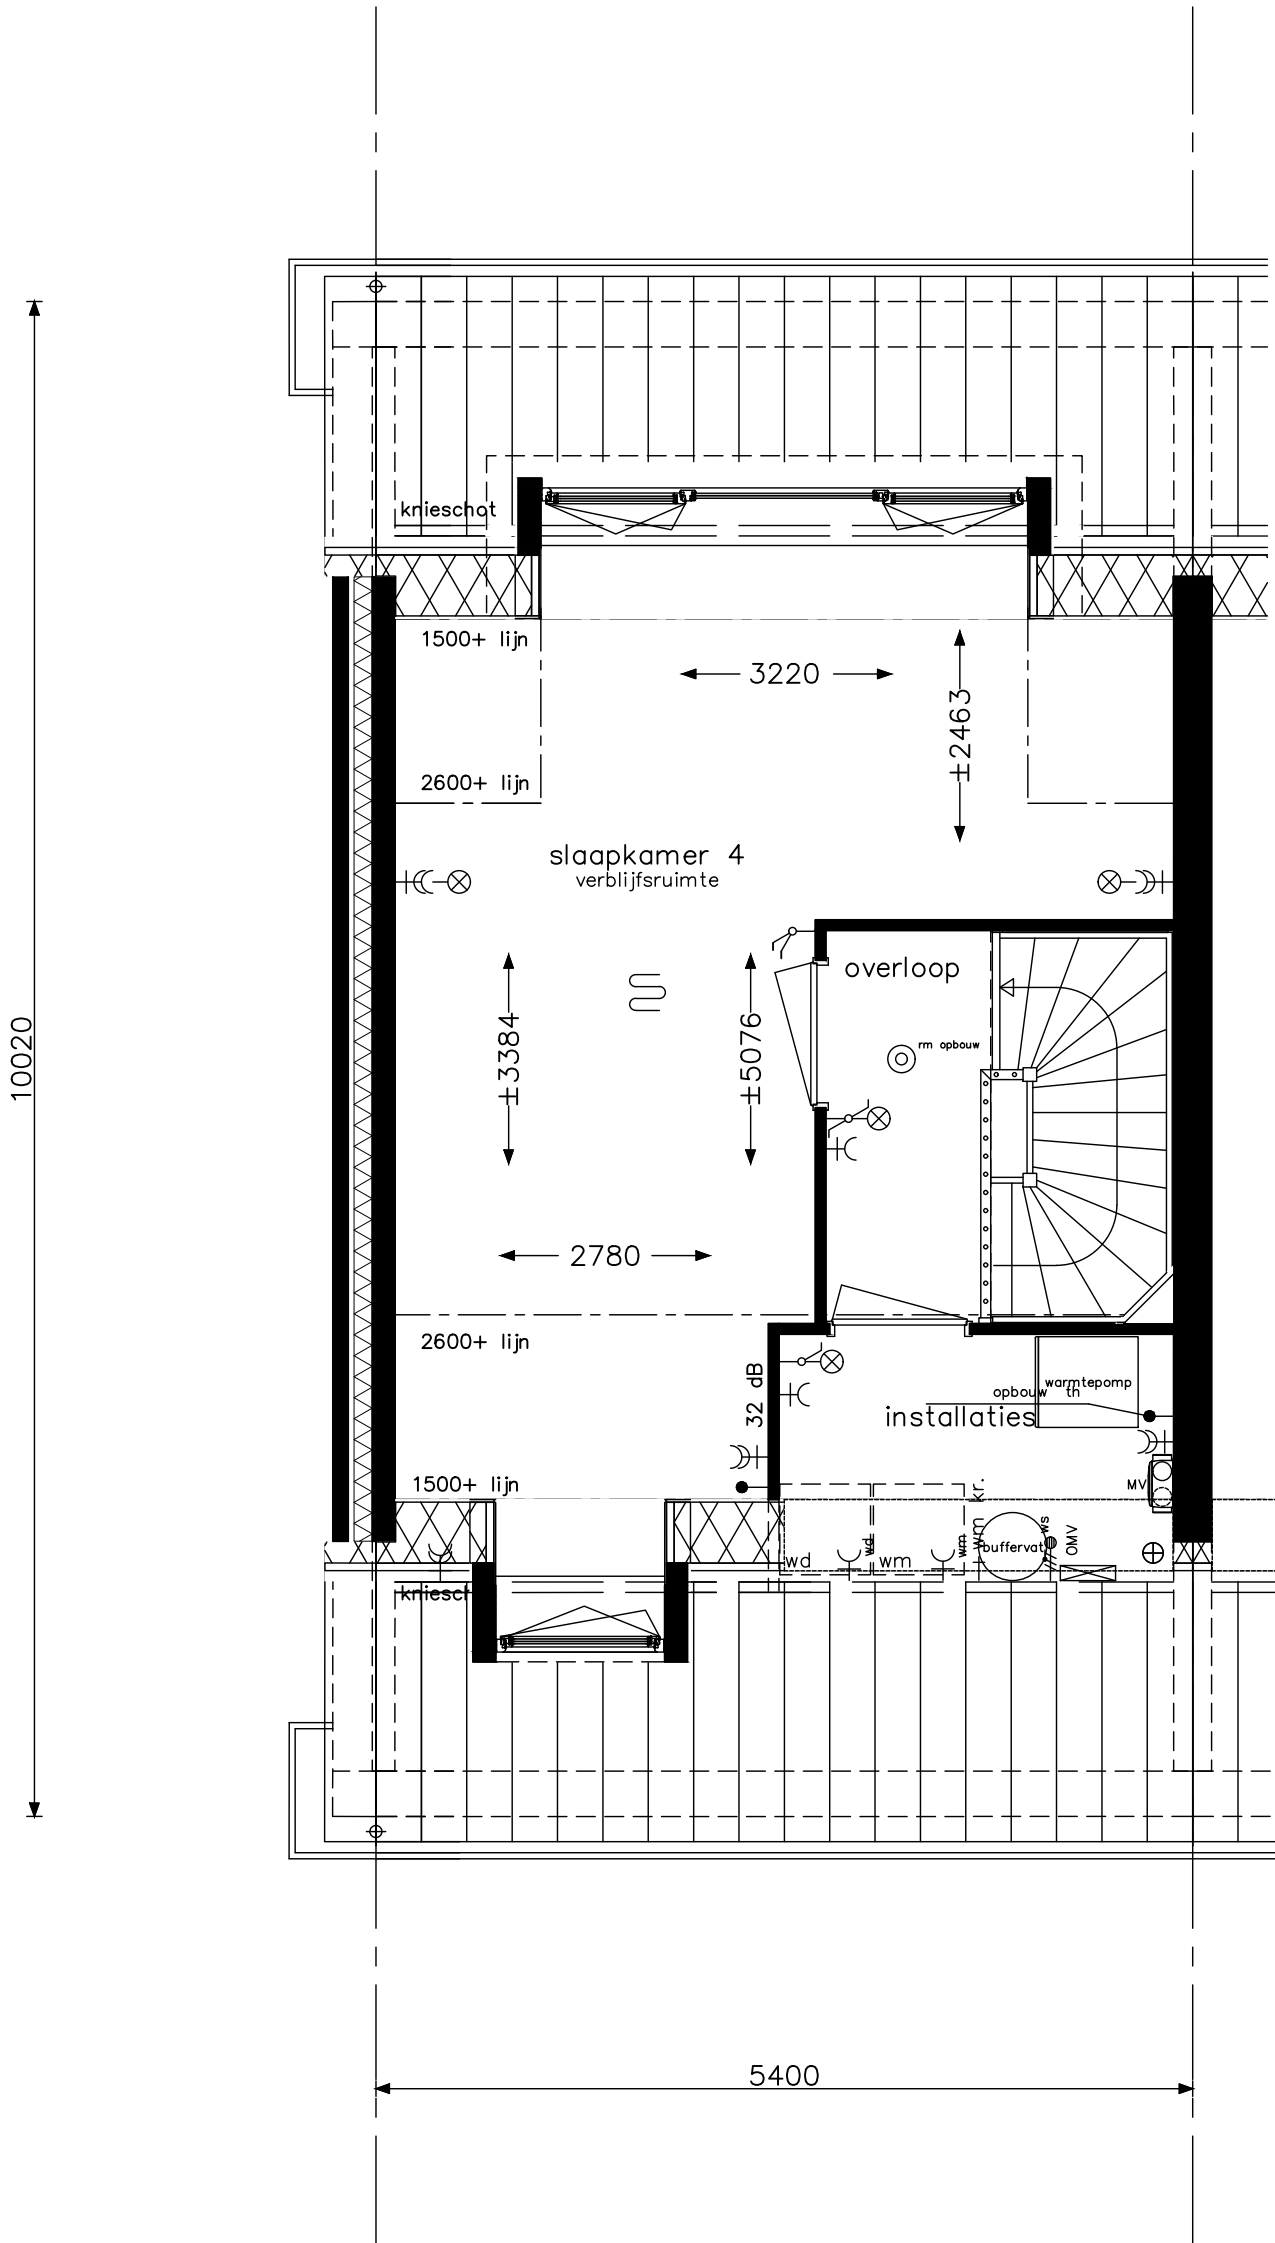 knieschot
1500+ lijn
3220
±2463
2600+ lijn
slaapkamer 4
verblijfsruimte
overloop
10020
±3384
±5076
rm opbouw
2780
2600+ lijn
32 dB
warmtepomp
opbouw th
installaties
1500+ lijn
MV
wd
wd
wm
wm
wm kr.
buffervat
ws
OMV
kniesch
5400